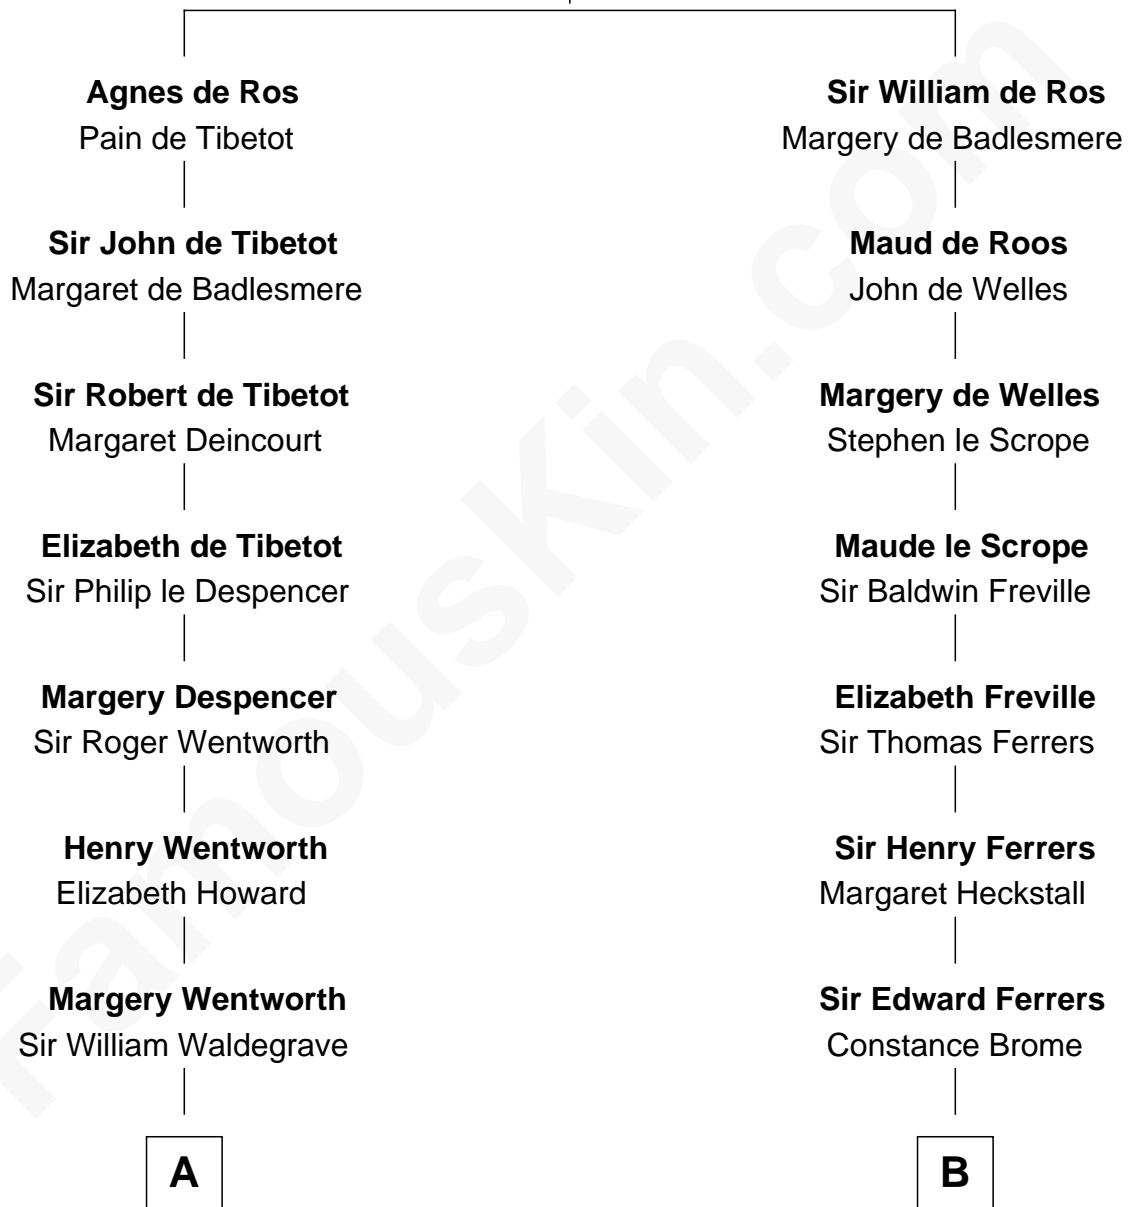 Agnes de Ros
Pain de Tibetot
Sir John de Tibetot
Margaret de Badlesmere
Sir Robert de Tibetot
Margaret Deincourt
Elizabeth de Tibetot
Sir Philip le Despencer
Margery Despencer
Sir Roger Wentworth
Henry Wentworth
Elizabeth Howard
Margery Wentworth
Sir William Waldegrave
A
Sir William de Ros
Margery de Badlesmere
Maud de Roos
John de Welles
Margery de Welles
Stephen le Scrope
Maude le Scrope
Sir Baldwin Freville
Elizabeth Freville
Sir Thomas Ferrers
Sir Henry Ferrers
Margaret Heckstall
Sir Edward Ferrers
Constance Brome
B
FamousKin.com